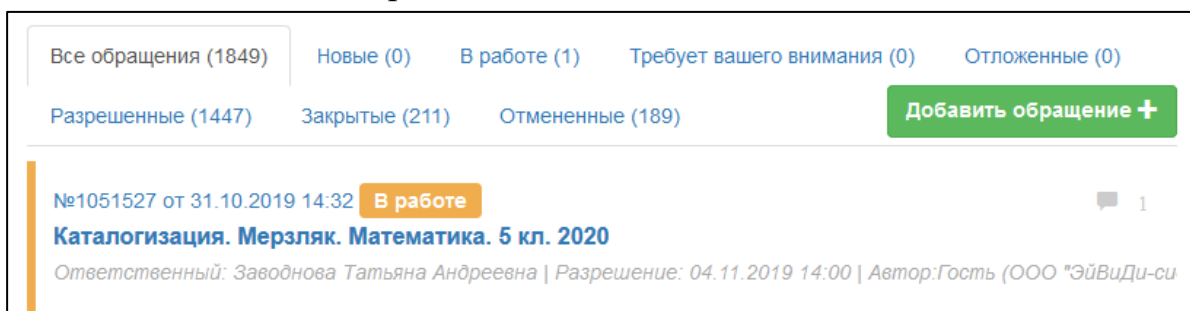 Все обращения (1849) Новые (0) В работе (1) Требует вашего внимания (0) Отложенные (0)
Разрешенные (1447) Закрытые (211) Отмененные (189) Добавить обращение +
№1051527 от 31.10.2019 14:32 В работе 1
Каталогизация. Мерзляк. Математика. 5 кл. 2020
Ответственный: Заводнова Татьяна Андреевна | Разрешение: 04.11.2019 14:00 | Автор:Гость (ООО "ЭйВиДи-си